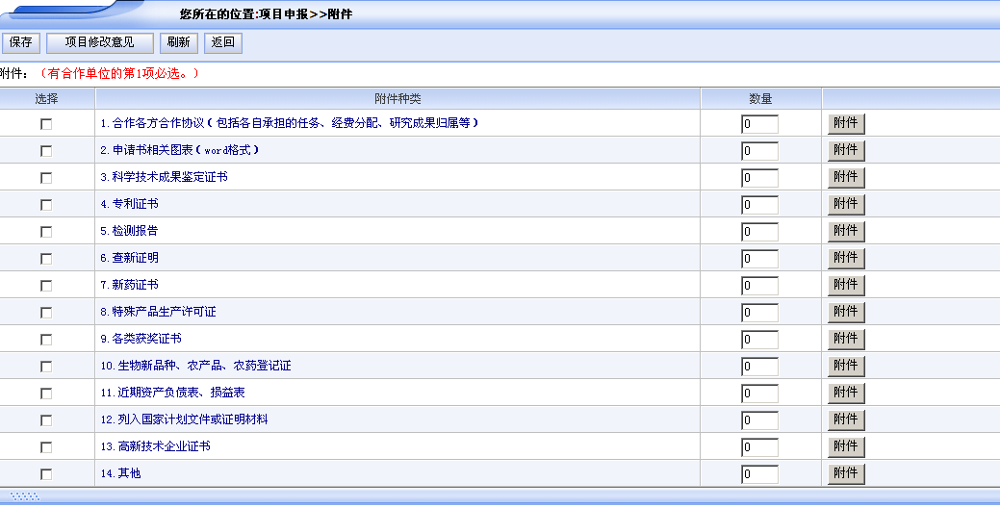 您所在的位置:项目申报>>附件
保存 项目修改意见 刷新 返回
附件: (有合作单位的第1项必选。)
选择 附件种类 数量
1.合作各方合作协议(包括各自承担的任务、经费分配、研究成果归属等) 0 附件
2.申请书相关图表(word格式) 0 附件
3.科学技术成果鉴定证书 0 附件
4.专利证书 0 附件
5.检测报告 0 附件
6.查新证明 0 附件
7.新药证书 0 附件
8.特殊产品生产许可证 0 附件
9.各类获奖证书 0 附件
10.生物新品种、农产品、农药登记证 0 附件
11.近期资产负债表、损益表 0 附件
12.列入国家计划文件或证明材料 0 附件
13.高新技术企业证书 0 附件
14.其他 0 附件